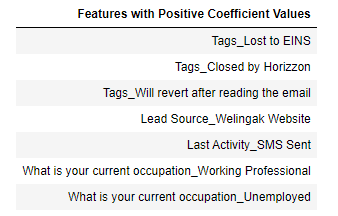 Features with Positive Coefficient Values
Tags_Lost to EINS
Tags_Closed by Horizzon
Tags_Will revert after reading the email
Lead Source_Welingak Website
Last Activity_SMS Sent
What is your current occupation_Working Professional
What is your current occupation_Unemployed